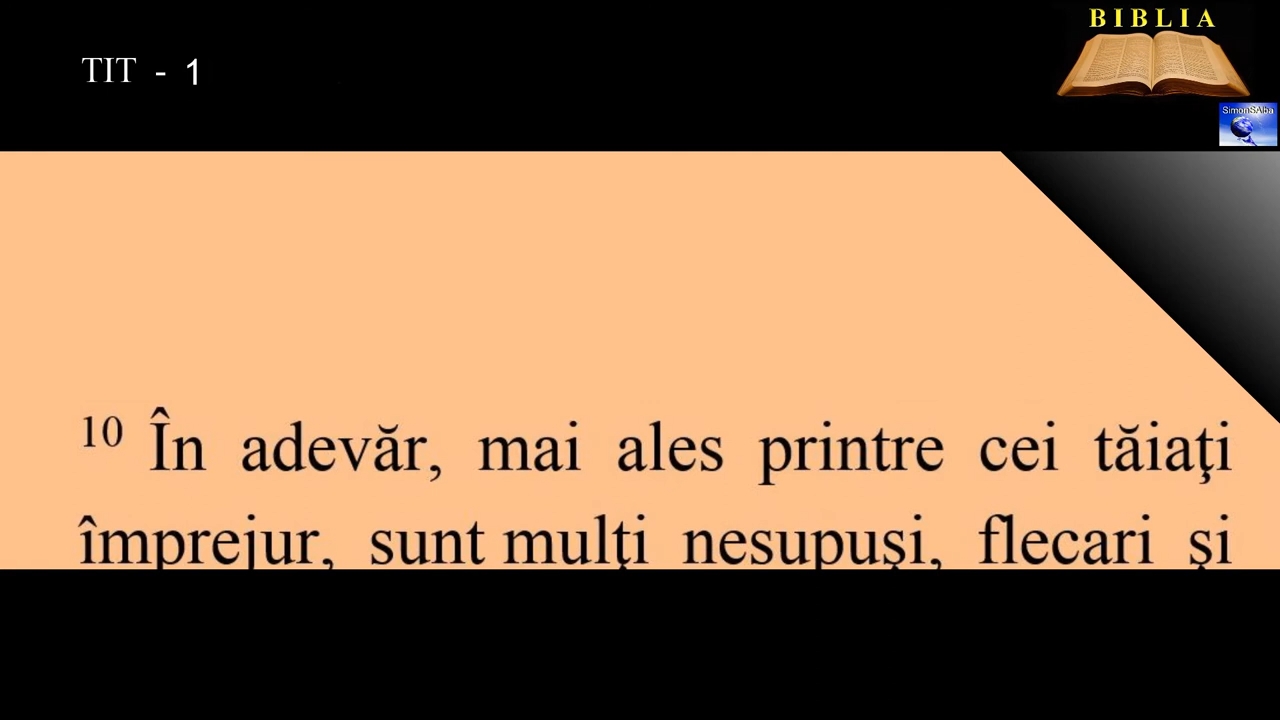 BIBLIA
TIT - 1
SimonSAlba
10 În adevăr, mai ales printre cei tăiaţi
împrejur, sunt mulţi nesupuşi, flecari şi